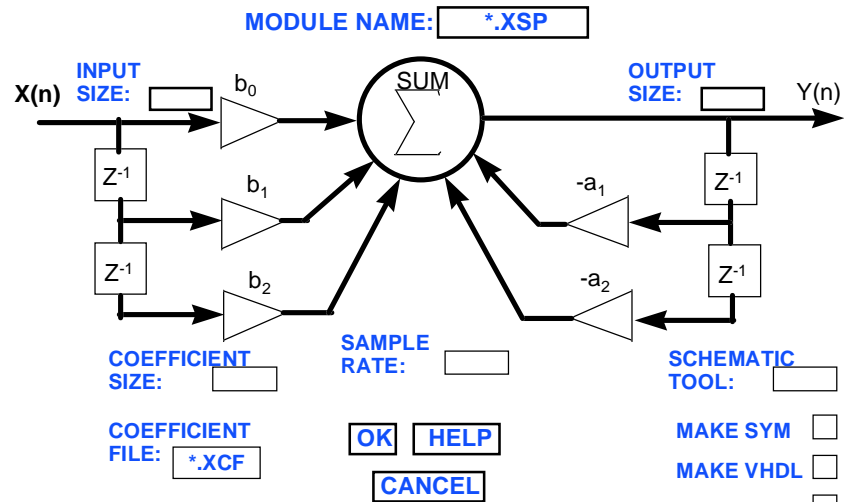 MODULE NAME: *.XSP
INPUT
SIZE:
OUTPUT
SIZE:
X(n)
b0
SUM
Y(n)
Z-1
b1
-a1
Z-1
Z-1
b2
-a2
Z-1
COEFFICIENT
SIZE:
SAMPLE
RATE:
SCHEMATIC
TOOL:
COEFFICIENT
FILE: *.XCF
OK HELP
CANCEL
MAKE SYM
MAKE VHDL